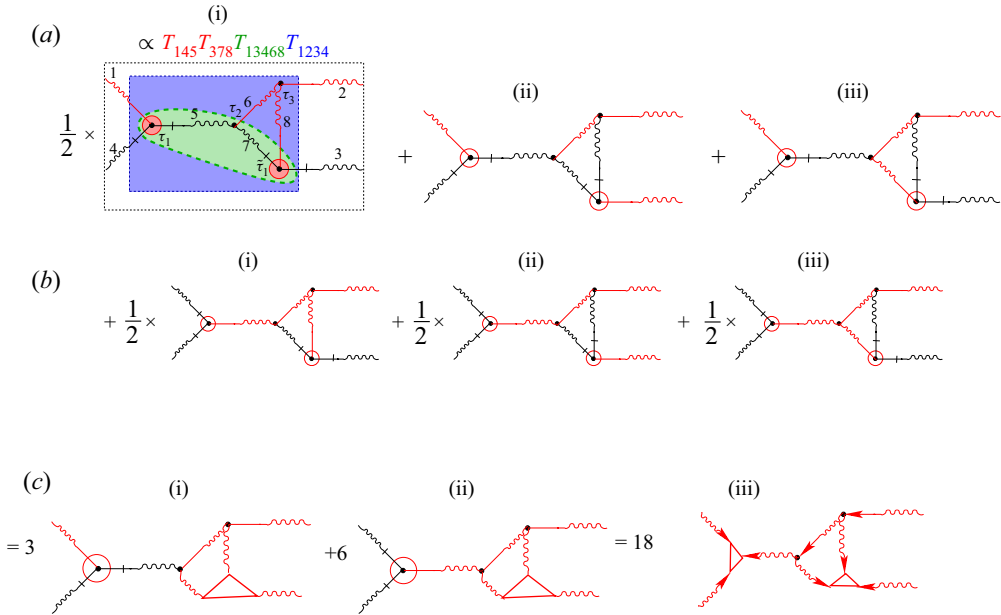 (i)
(a)
∝ T145T378T13468T1234
1
2
3
4
5
6
7
8
τ1
τ2
τ3
τ̃1
1/2 ×
(ii)
+
(iii)
+
(b)
(i)
+ 1/2 ×
(ii)
+ 1/2 ×
(iii)
+ 1/2 ×
(c)
(i)
= 3
(ii)
+6
(iii)
= 18